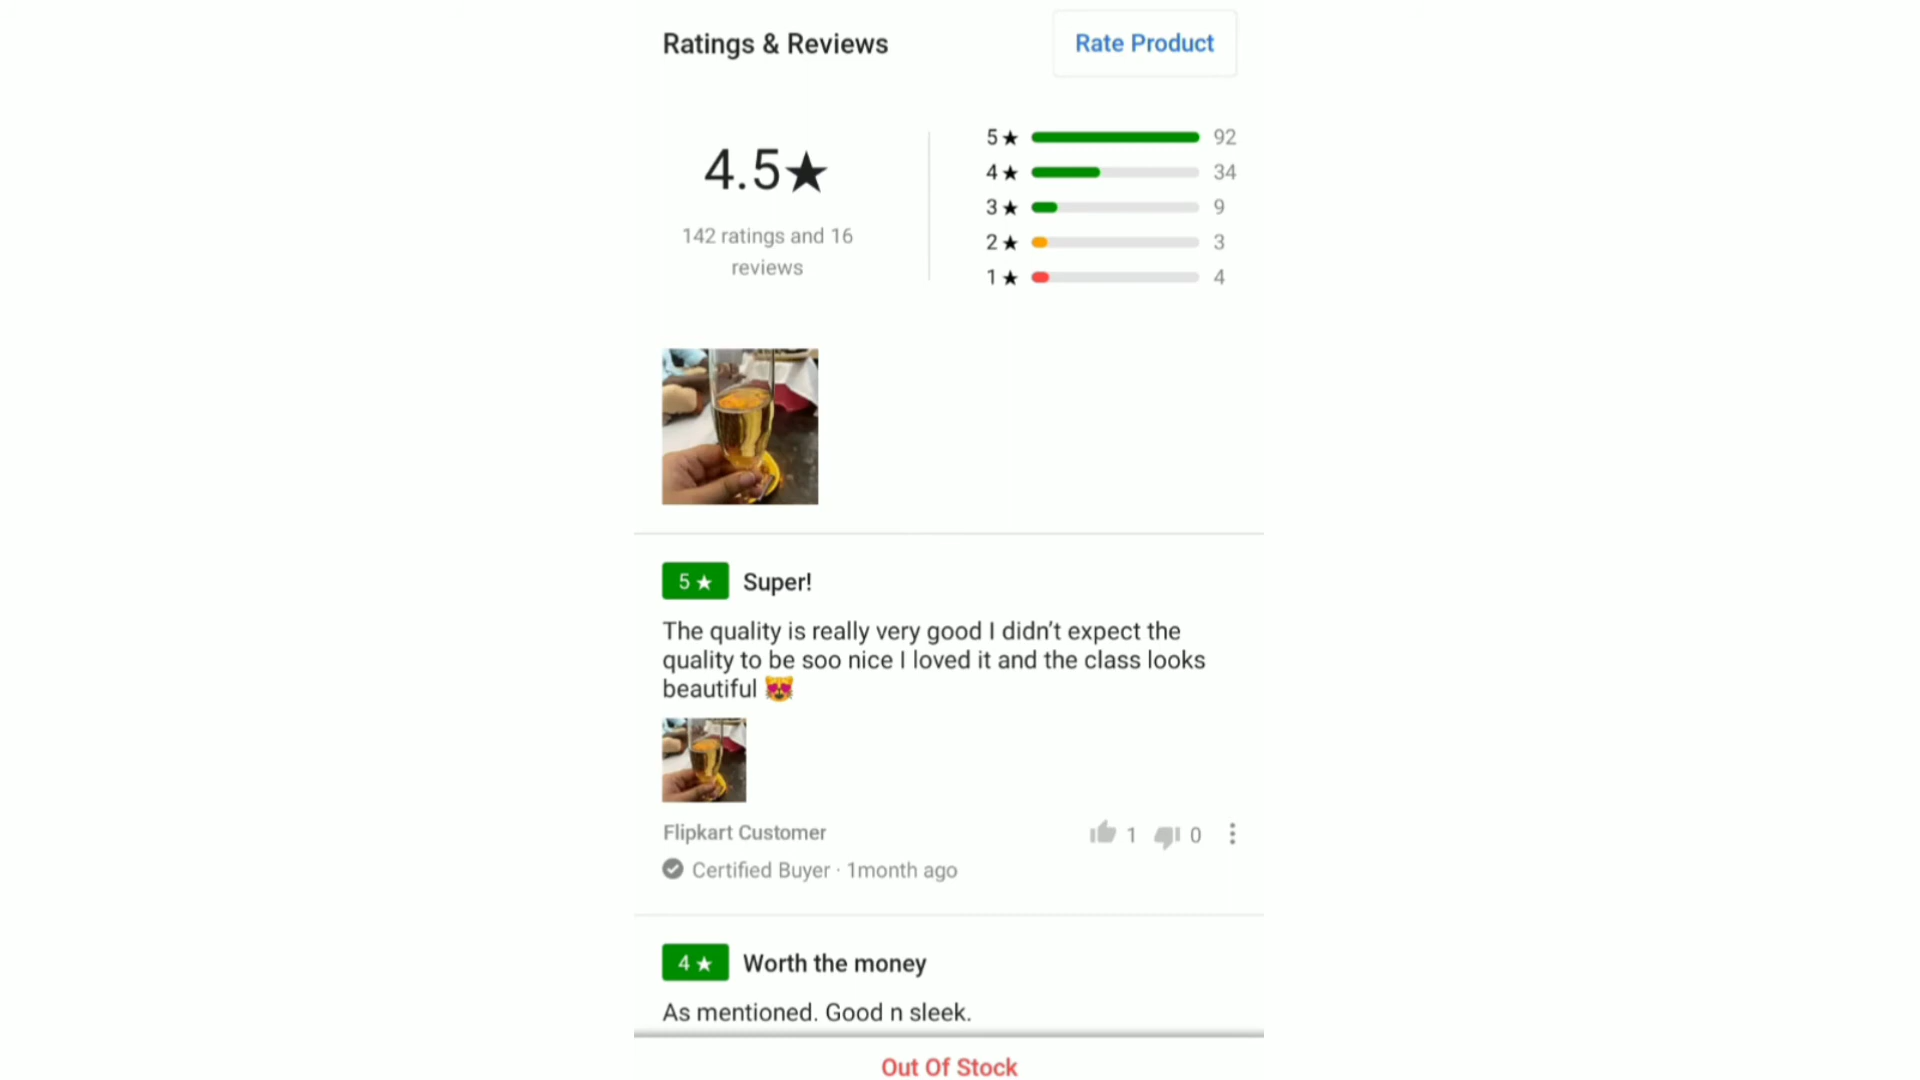 Ratings & Reviews
Rate Product
4.5★
142 ratings and 16
reviews
5★ 92
4★ 34
3★ 9
2★ 3
1★ 4
5★ Super!
The quality is really very good I didn’t expect the
quality to be soo nice I loved it and the class looks
beautiful 😻
Flipkart Customer
1 0
Certified Buyer · 1month ago
4★ Worth the money
As mentioned. Good n sleek.
Out Of Stock